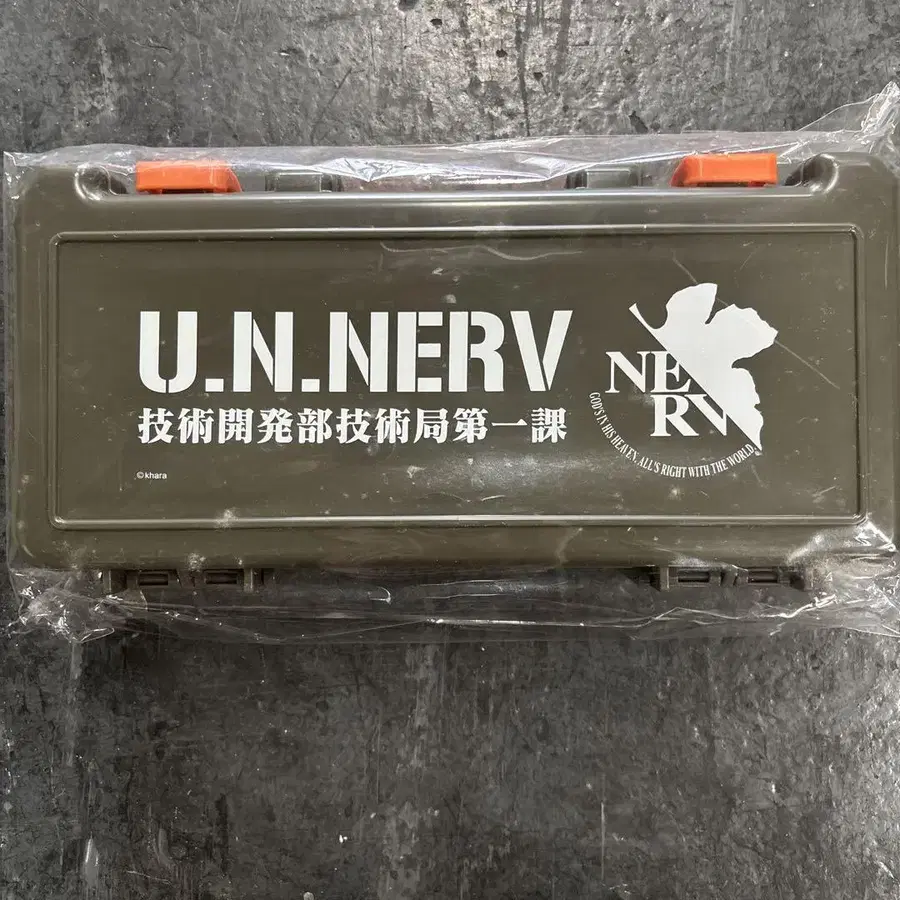 U.N.NERV
技術開発部技術局第一課
©khara
NERV
GOD'S IN HIS HEAVEN. ALL'S RIGHT WITH THE WORLD.